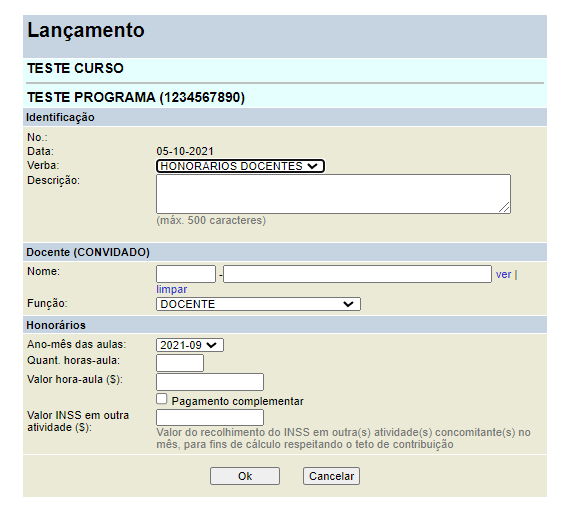 Lançamento
TESTE CURSO
TESTE PROGRAMA (1234567890)
Identificação
No.:
Data: 05-10-2021
Verba: HONORARIOS DOCENTES
Descrição:
(máx. 500 caracteres)
Docente (CONVIDADO)
Nome: - ver |
limpar
Função: DOCENTE
Honorários
Ano-mês das aulas: 2021-09
Quant. horas-aula:
Valor hora-aula ($):
Pagamento complementar
Valor INSS em outra
atividade ($):
Valor do recolhimento do INSS em outra(s) atividade(s) concomitante(s) no
mês, para fins de cálculo respeitando o teto de contribuição
Ok Cancelar